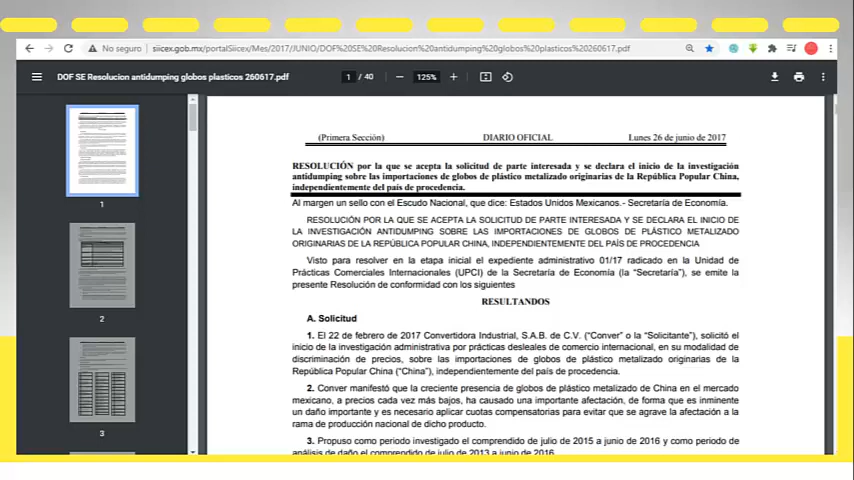 No seguro
siicex.gob.mx/portalSiicex/Mes/2017/JUNIO/DOF%20SE%20Resolucion%20antidumping%20globos%20plasticos%20260617.pdf
DOF SE Resolucion antidumping globos plasticos 260617.pdf
1 / 40
125%
(Primera Sección) DIARIO OFICIAL Lunes 26 de junio de 2017
RESOLUCIÓN por la que se acepta la solicitud de parte interesada y se declara el inicio de la investigación
antidumping sobre las importaciones de globos de plástico metalizado originarias de la República Popular China,
independientemente del país de procedencia.
Al margen un sello con el Escudo Nacional, que dice: Estados Unidos Mexicanos.- Secretaría de Economía.
RESOLUCIÓN POR LA QUE SE ACEPTA LA SOLICITUD DE PARTE INTERESADA Y SE DECLARA EL INICIO DE
LA INVESTIGACIÓN ANTIDUMPING SOBRE LAS IMPORTACIONES DE GLOBOS DE PLÁSTICO METALIZADO
ORIGINARIAS DE LA REPÚBLICA POPULAR CHINA, INDEPENDIENTEMENTE DEL PAÍS DE PROCEDENCIA
Visto para resolver en la etapa inicial el expediente administrativo 01/17 radicado en la Unidad de
Prácticas Comerciales Internacionales (UPCI) de la Secretaría de Economía (la “Secretaría”), se emite la
presente Resolución de conformidad con los siguientes
RESULTANDOS
A. Solicitud
1. El 22 de febrero de 2017 Convertidora Industrial, S.A.B. de C.V. (“Conver” o la “Solicitante”), solicitó el
inicio de la investigación administrativa por prácticas desleales de comercio internacional, en su modalidad de
discriminación de precios, sobre las importaciones de globos de plástico metalizado originarias de la
República Popular China (“China”), independientemente del país de procedencia.
2. Conver manifestó que la creciente presencia de globos de plástico metalizado de China en el mercado
mexicano, a precios cada vez más bajos, ha causado una importante afectación, de forma que es inminente
un daño importante y es necesario aplicar cuotas compensatorias para evitar que se agrave la afectación a la
rama de producción nacional de dicho producto.
3. Propuso como periodo investigado el comprendido de julio de 2015 a junio de 2016 y como periodo de
análisis de daño el comprendido de julio de 2013 a junio de 2016.
1
2
3